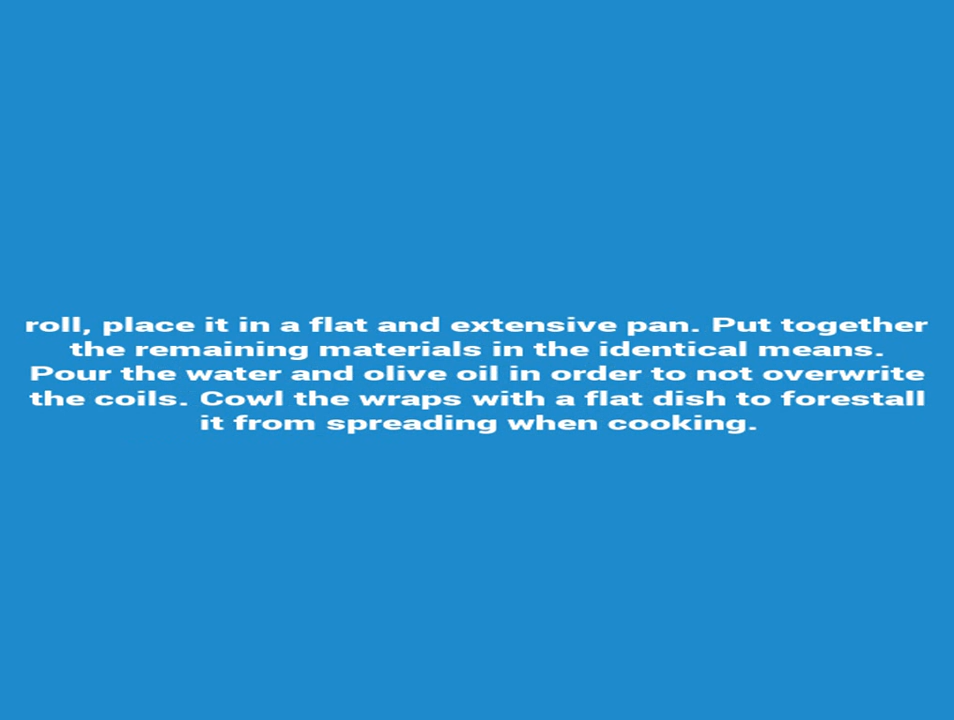 roll, place it in a flat and extensive pan. Put together
the remaining materials in the identical means.
Pour the water and olive oil in order to not overwrite
the coils. Cowl the wraps with a flat dish to forestall
it from spreading when cooking.